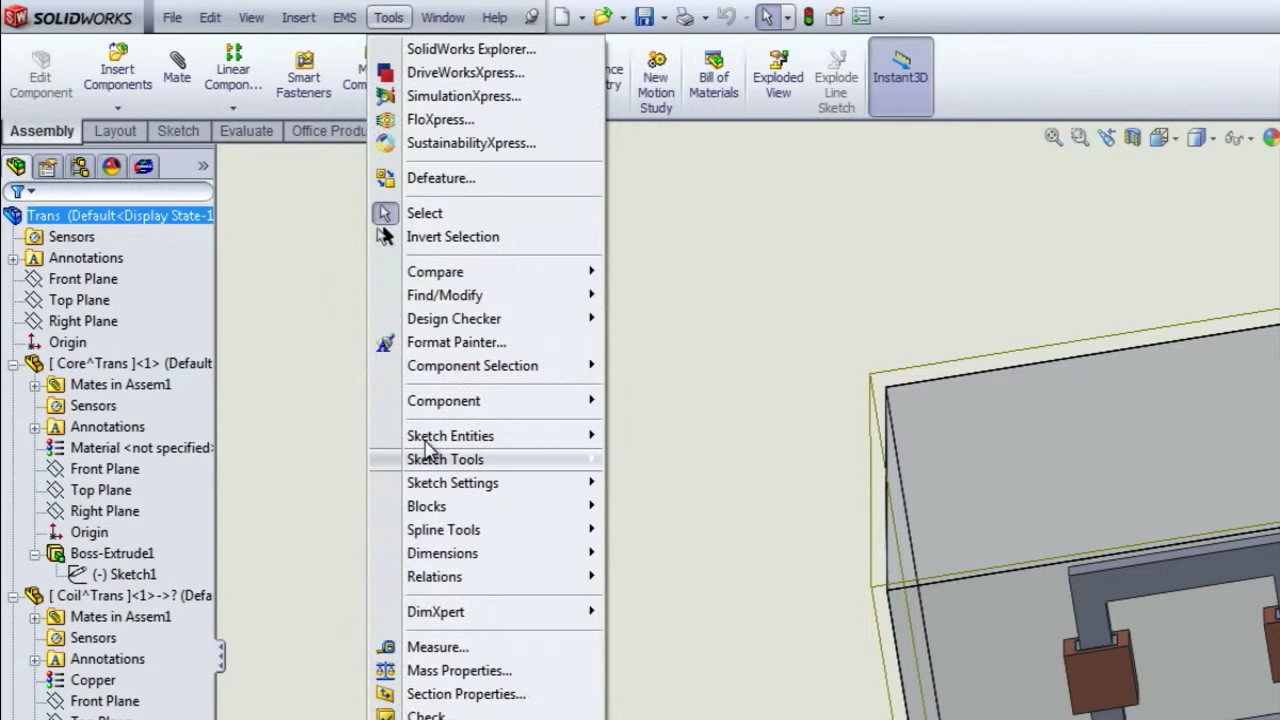 SOLIDWORKS File Edit View Insert EMS Tools Window Help
Edit Component
Insert Components
Mate
Linear Compon...
Smart Fasteners
New Motion Study
Bill of Materials
Exploded View
Explode Line Sketch
Instant3D
Assembly Layout Sketch Evaluate Office Produ
Trans (Default<Display State-1
Sensors
Annotations
Front Plane
Top Plane
Right Plane
Origin
[ Core^Trans ]<1> (Default
Mates in Assem1
Sensors
Annotations
Material <not specified>
Front Plane
Top Plane
Right Plane
Origin
Boss-Extrude1
(-) Sketch1
[ Coil^Trans ]<1>->? (Defa
Mates in Assem1
Sensors
Annotations
Copper
Front Plane
SolidWorks Explorer...
DriveWorksXpress...
SimulationXpress...
FloXpress...
SustainabilityXpress...
Defeature...
Select
Invert Selection
Compare
Find/Modify
Design Checker
Format Painter...
Component Selection
Component
Sketch Entities
Sketch Tools
Sketch Settings
Blocks
Spline Tools
Dimensions
Relations
DimXpert
Measure...
Mass Properties...
Section Properties...
Check